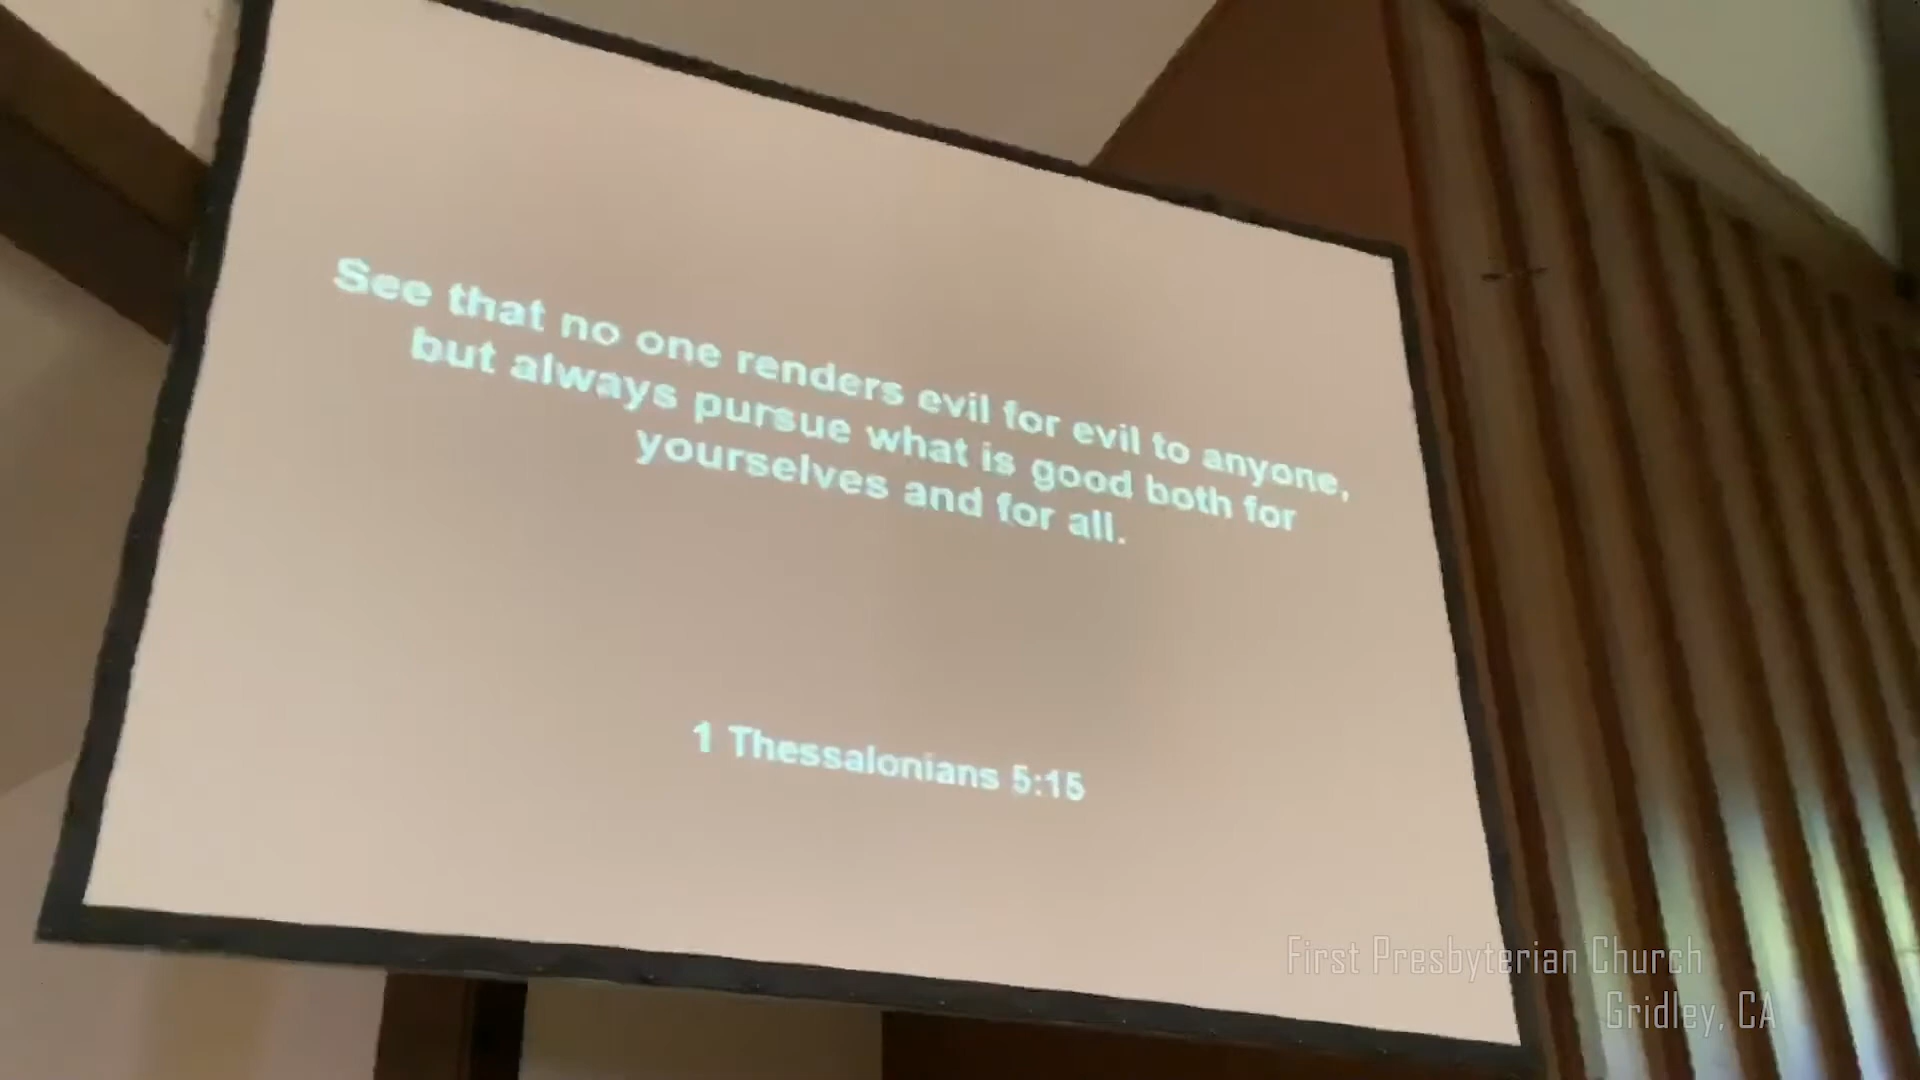 See that no one renders evil for evil to anyone,
but always pursue what is good both for
yourselves and for all.
1 Thessalonians 5:15
First Presbyterian Church
Gridley, CA